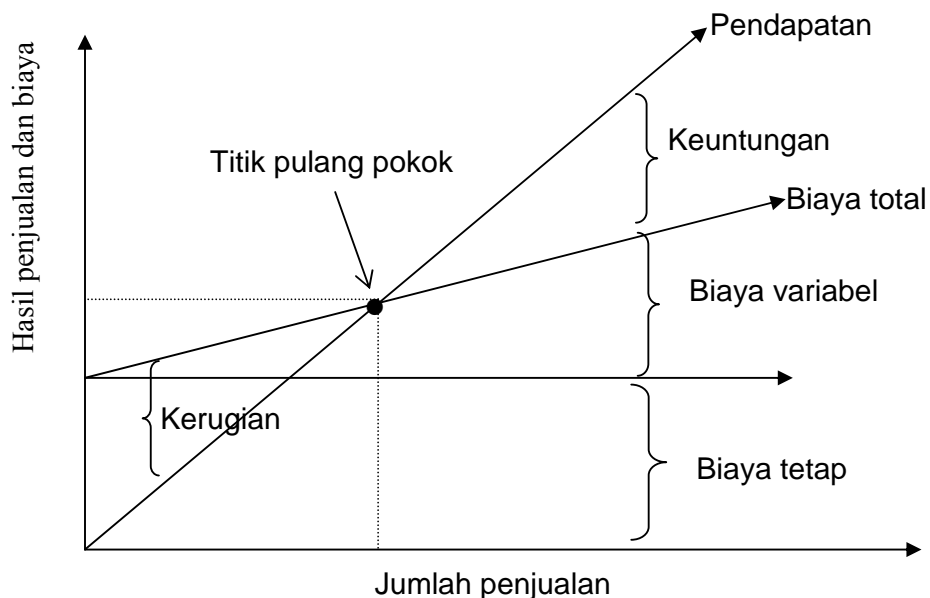 Pendapatan
Hasil penjualan dan biaya
Keuntungan
Titik pulang pokok
Biaya total
Biaya variabel
Kerugian
Biaya tetap
Jumlah penjualan